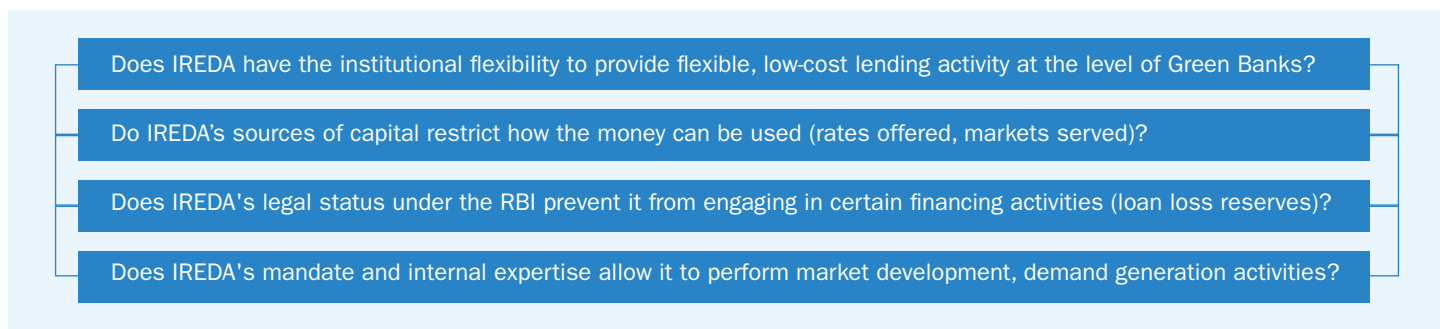 Does IREDA have the institutional flexibility to provide flexible, low-cost lending activity at the level of Green Banks?
Do IREDA’s sources of capital restrict how the money can be used (rates offered, markets served)?
Does IREDA's legal status under the RBI prevent it from engaging in certain financing activities (loan loss reserves)?
Does IREDA's mandate and internal expertise allow it to perform market development, demand generation activities?